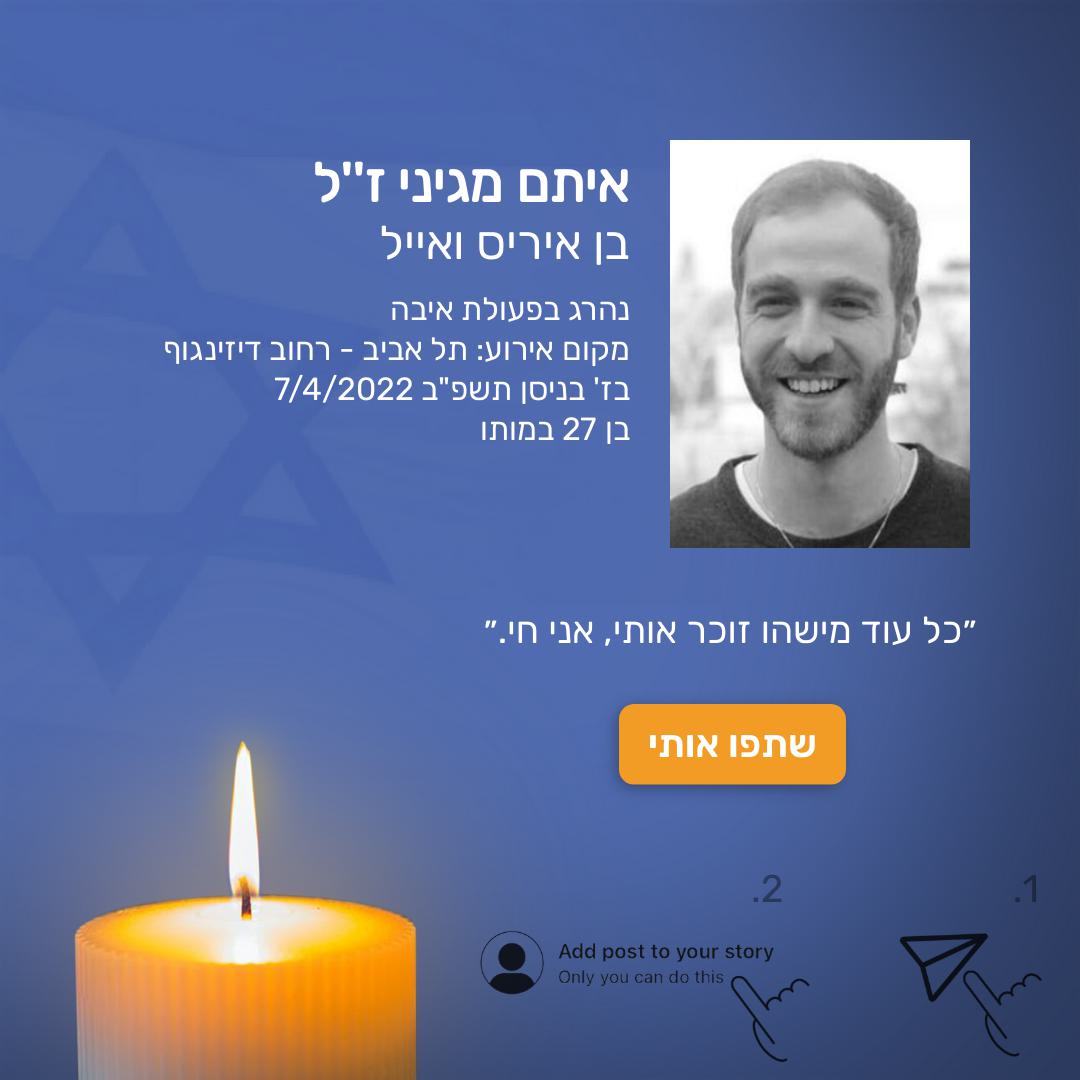 איתם מגיני ז"ל
בן איריס ואייל
נהרג בפעולת איבה
מקום אירוע: תל אביב - רחוב דיזינגוף
בז' בניסן תשפ"ב 7/4/2022
בן 27 במותו
״כל עוד מישהו זוכר אותי, אני חי.״
שתפו אותי
1.
2.
Add post to your story
Only you can do this